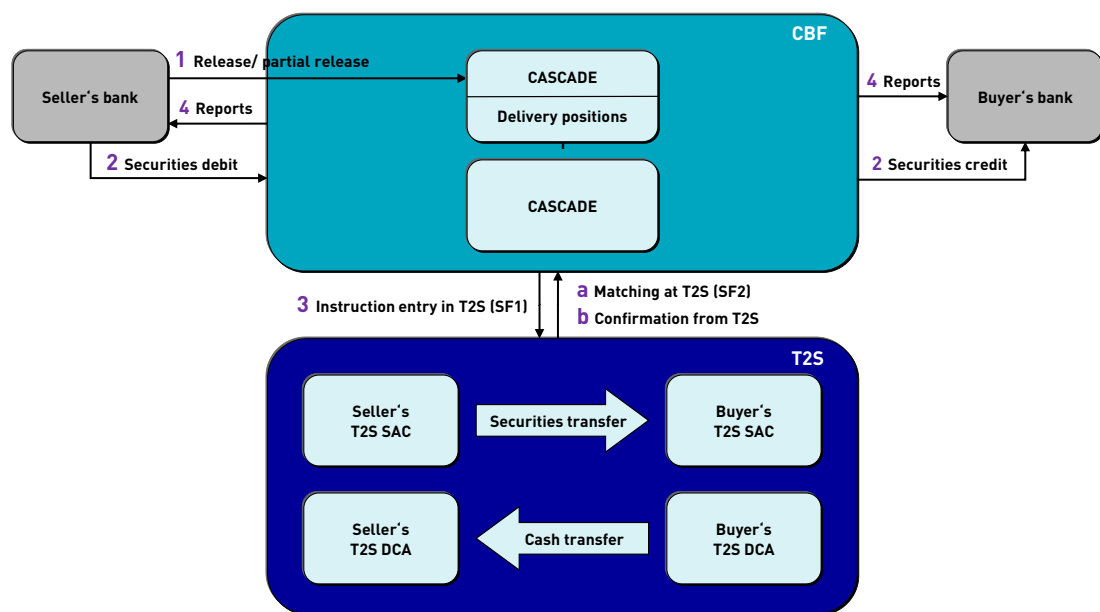 CBF
1 Release/ partial release
CASCADE
Seller‘s bank
4 Reports
Delivery positions
4 Reports
Buyer‘s bank
2 Securities debit
2 Securities credit
CASCADE
3 Instruction entry in T2S (SF1)
a Matching at T2S (SF2)
b Confirmation from T2S
T2S
Seller‘s
T2S SAC
Securities transfer
Buyer‘s
T2S SAC
Seller‘s
T2S DCA
Cash transfer
Buyer‘s
T2S DCA